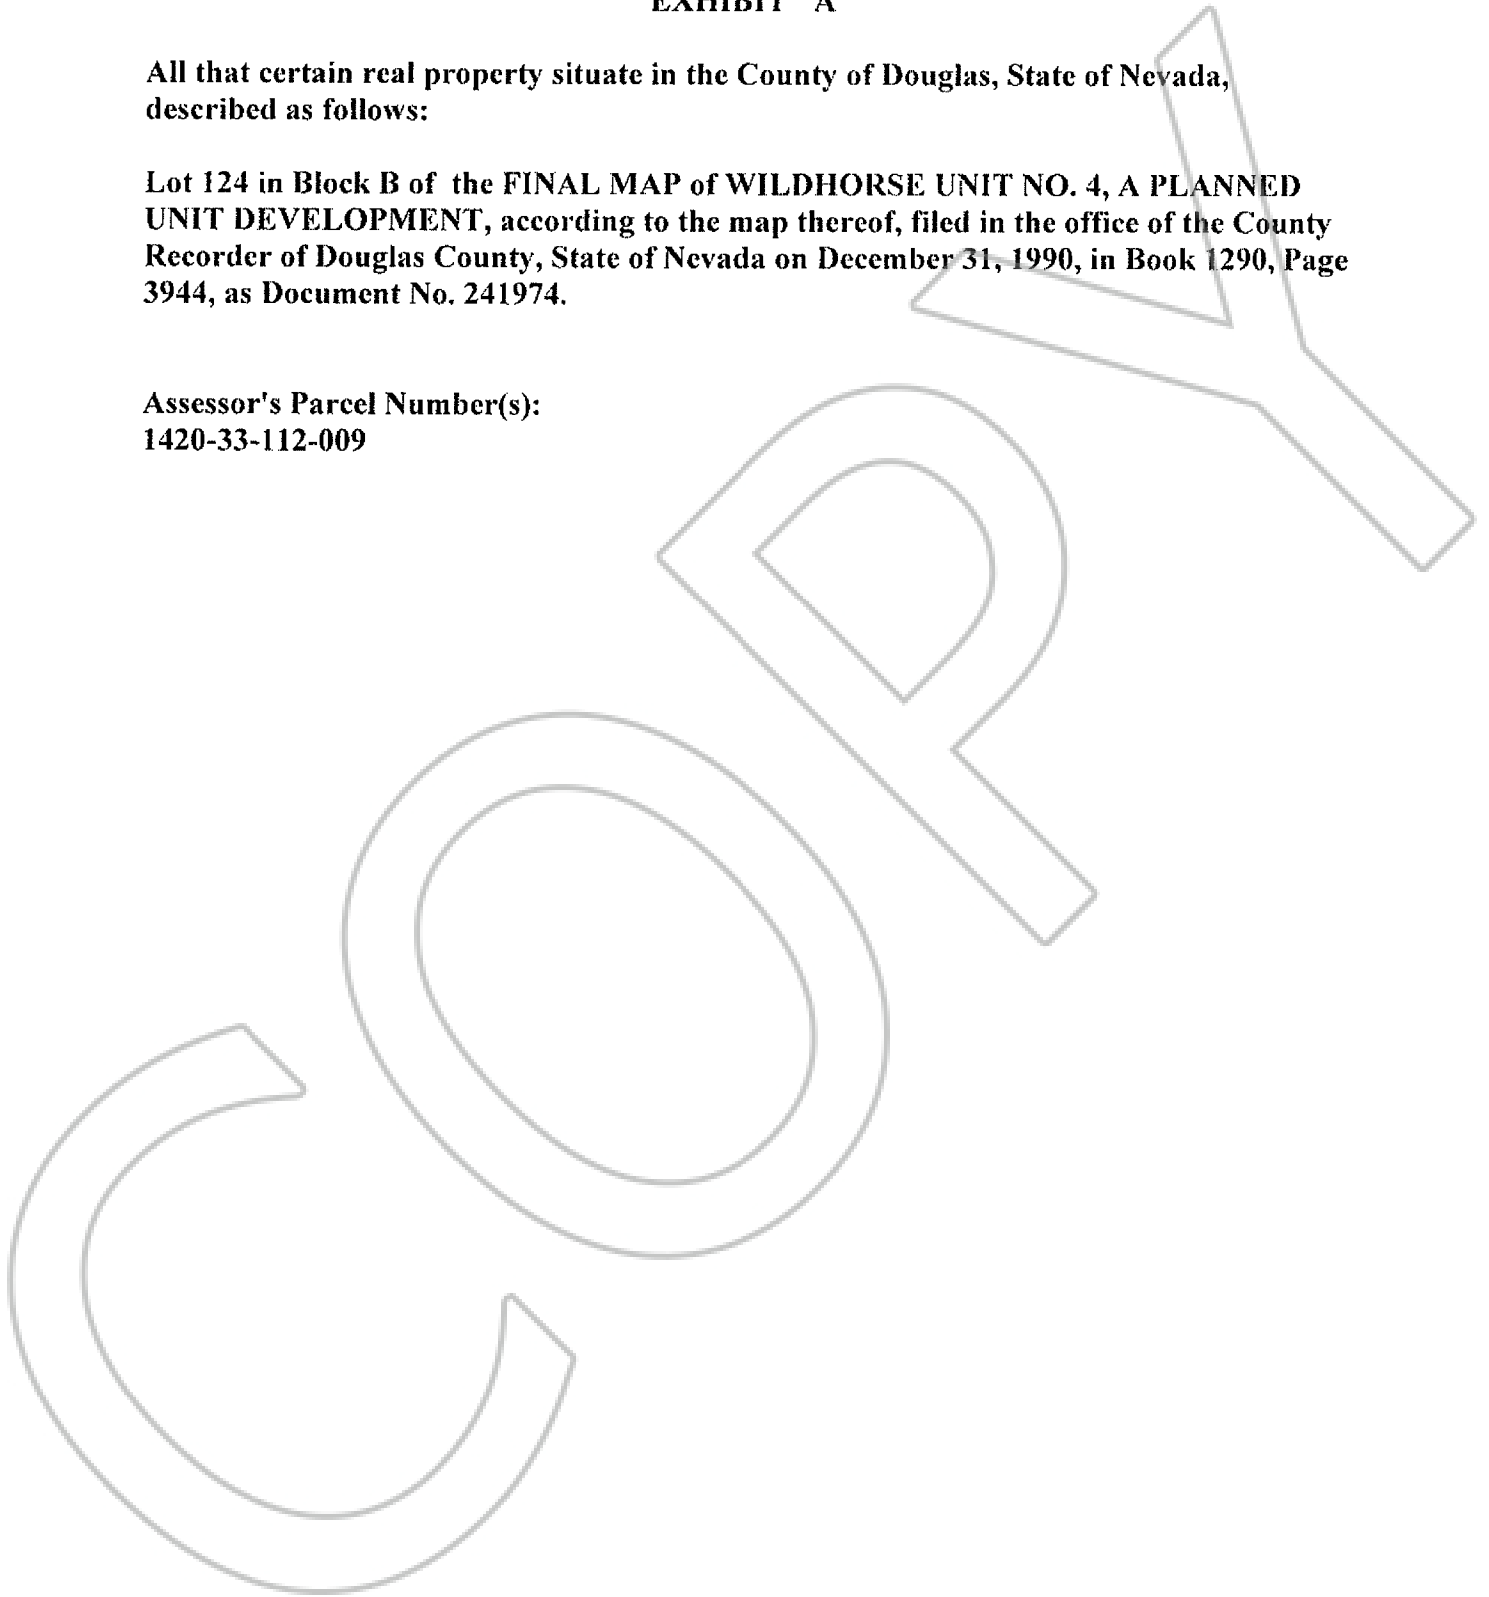 EXHIBIT A
All that certain real property situate in the County of Douglas, State of Nevada,
described as follows:
Lot 124 in Block B of the FINAL MAP of WILDHORSE UNIT NO. 4, A PLANNED
UNIT DEVELOPMENT, according to the map thereof, filed in the office of the County
Recorder of Douglas County, State of Nevada on December 31, 1990, in Book 1290, Page
3944, as Document No. 241974.
Assessor's Parcel Number(s):
1420-33-112-009
COPY